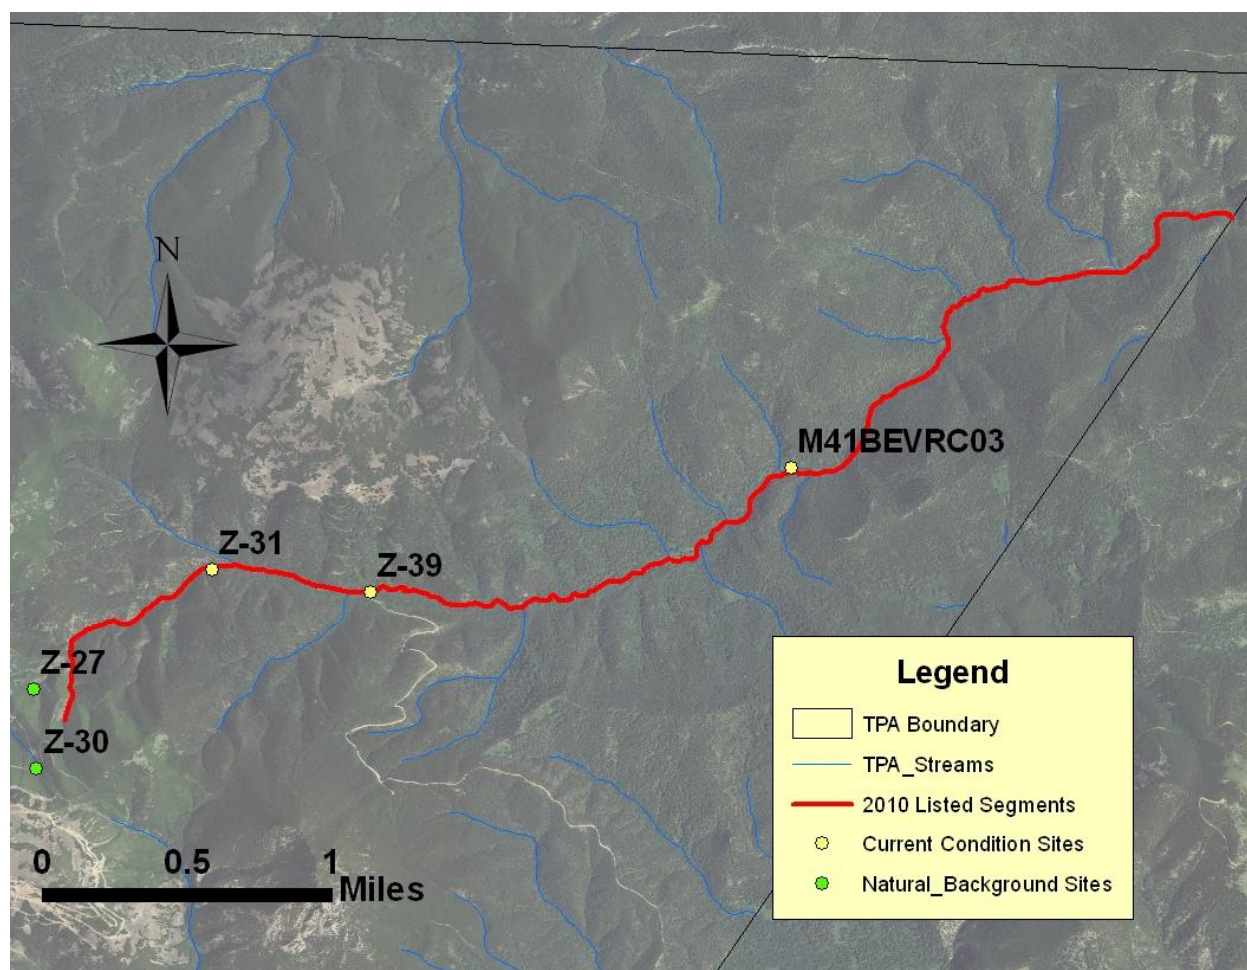 N
M41BEVRC03
Z-31
Z-39
Z-27
Z-30
0 0.5 1
Miles
Legend
TPA Boundary
TPA_Streams
2010 Listed Segments
Current Condition Sites
Natural_Background Sites